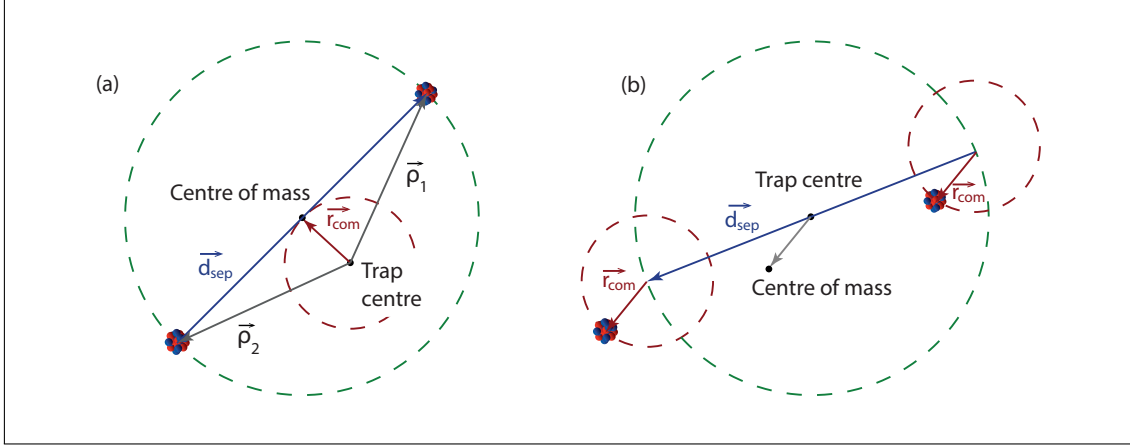 (a)
Centre of mass
ρ₁
r_com
d_sep
Trap
centre
ρ₂
(b)
Trap centre
d_sep
r_com
r_com
Centre of mass